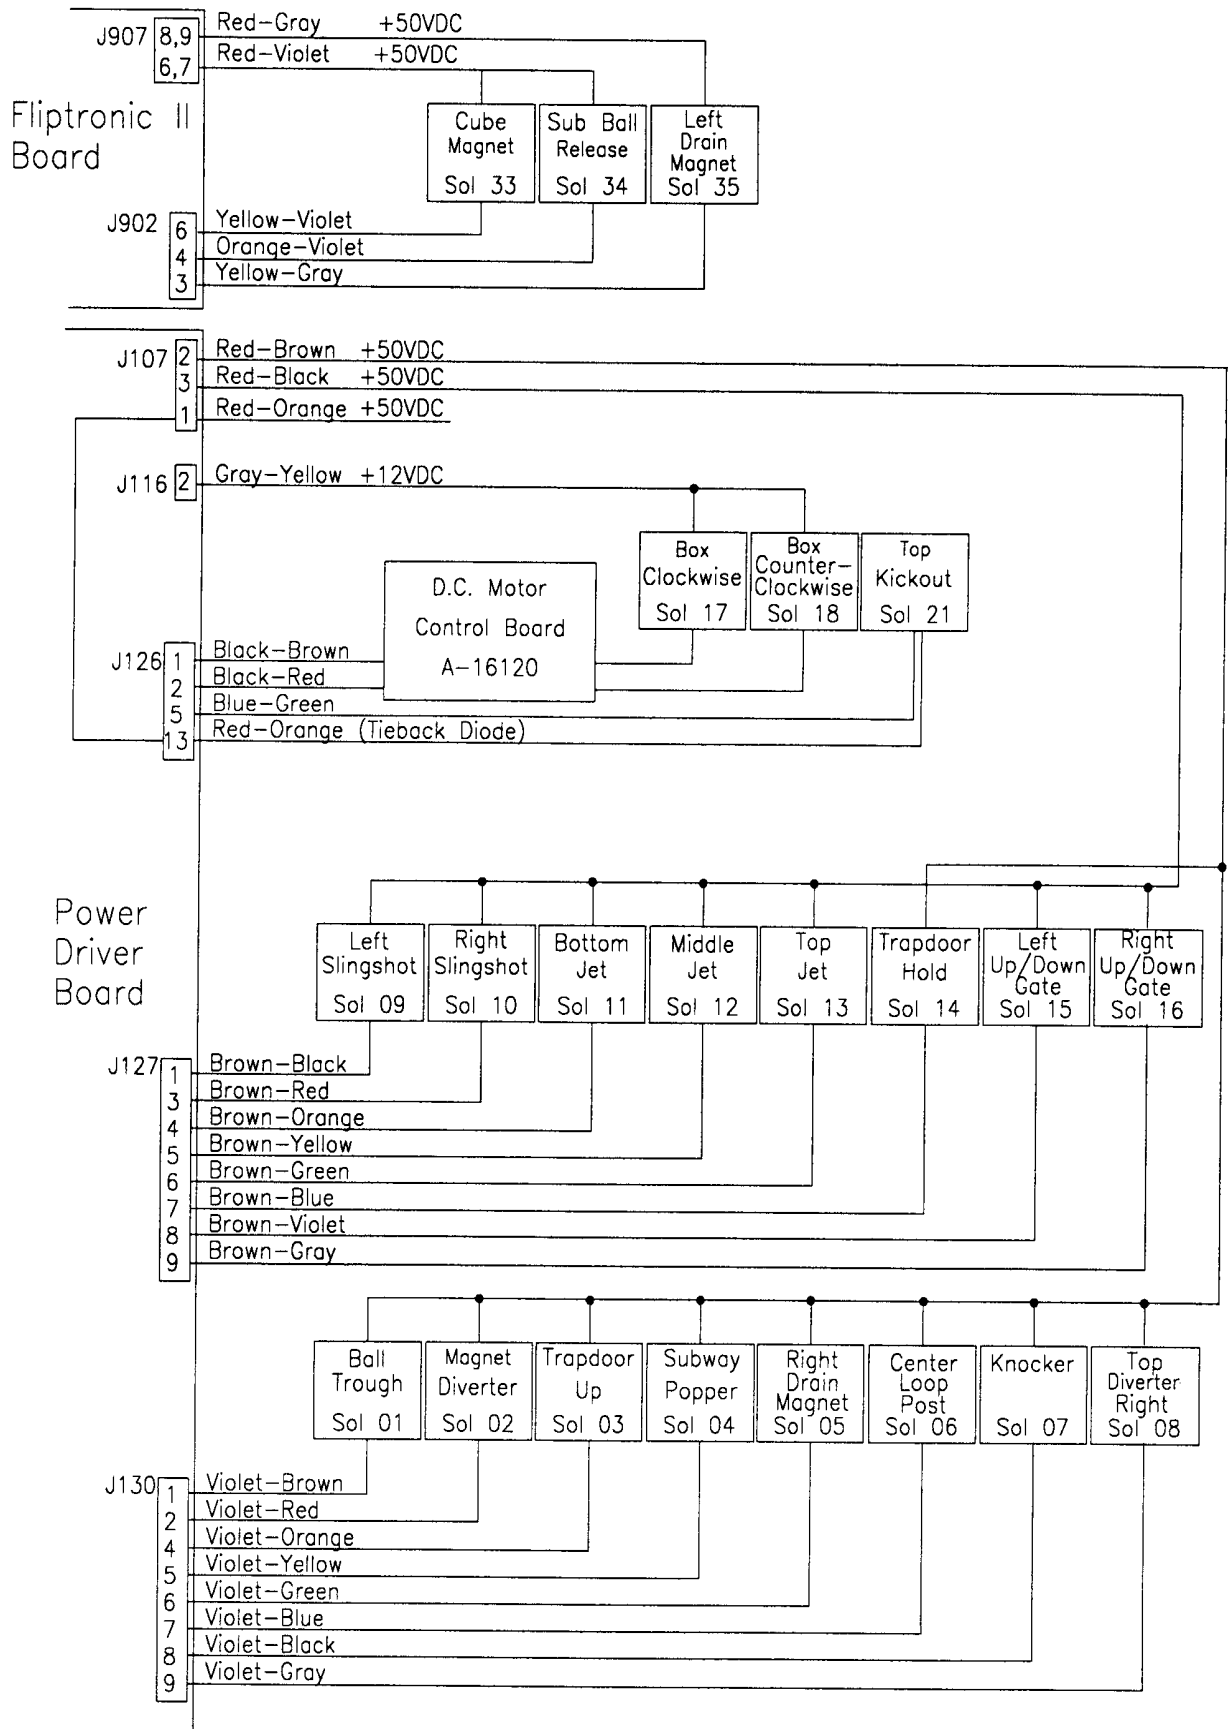 J907 8,9 Red-Gray +50VDC
6,7 Red-Violet +50VDC
Fliptronic II
Board
Cube
Magnet
Sol 33
Sub Ball
Release
Sol 34
Left
Drain
Magnet
Sol 35
J902 6 Yellow-Violet
4 Orange-Violet
3 Yellow-Gray
J107 2 Red-Brown +50VDC
3 Red-Black +50VDC
1 Red-Orange +50VDC
J116 2 Gray-Yellow +12VDC
Box
Clockwise
Sol 17
Box
Counter-
Clockwise
Sol 18
Top
Kickout
Sol 21
D.C. Motor
Control Board
A-16120
J126 1 Black-Brown
2 Black-Red
5 Blue-Green
13 Red-Orange (Tieback Diode)
Power
Driver
Board
Left
Slingshot
Sol 09
Right
Slingshot
Sol 10
Bottom
Jet
Sol 11
Middle
Jet
Sol 12
Top
Jet
Sol 13
Trapdoor
Hold
Sol 14
Left
Up/Down
Gate
Sol 15
Right
Up/Down
Gate
Sol 16
J127 1 Brown-Black
3 Brown-Red
4 Brown-Orange
5 Brown-Yellow
6 Brown-Green
7 Brown-Blue
8 Brown-Violet
9 Brown-Gray
Ball
Trough
Sol 01
Magnet
Diverter
Sol 02
Trapdoor
Up
Sol 03
Subway
Popper
Sol 04
Right
Drain
Magnet
Sol 05
Center
Loop
Post
Sol 06
Knocker
Sol 07
Top
Diverter
Right
Sol 08
J130 1 Violet-Brown
2 Violet-Red
4 Violet-Orange
5 Violet-Yellow
6 Violet-Green
7 Violet-Blue
8 Violet-Black
9 Violet-Gray